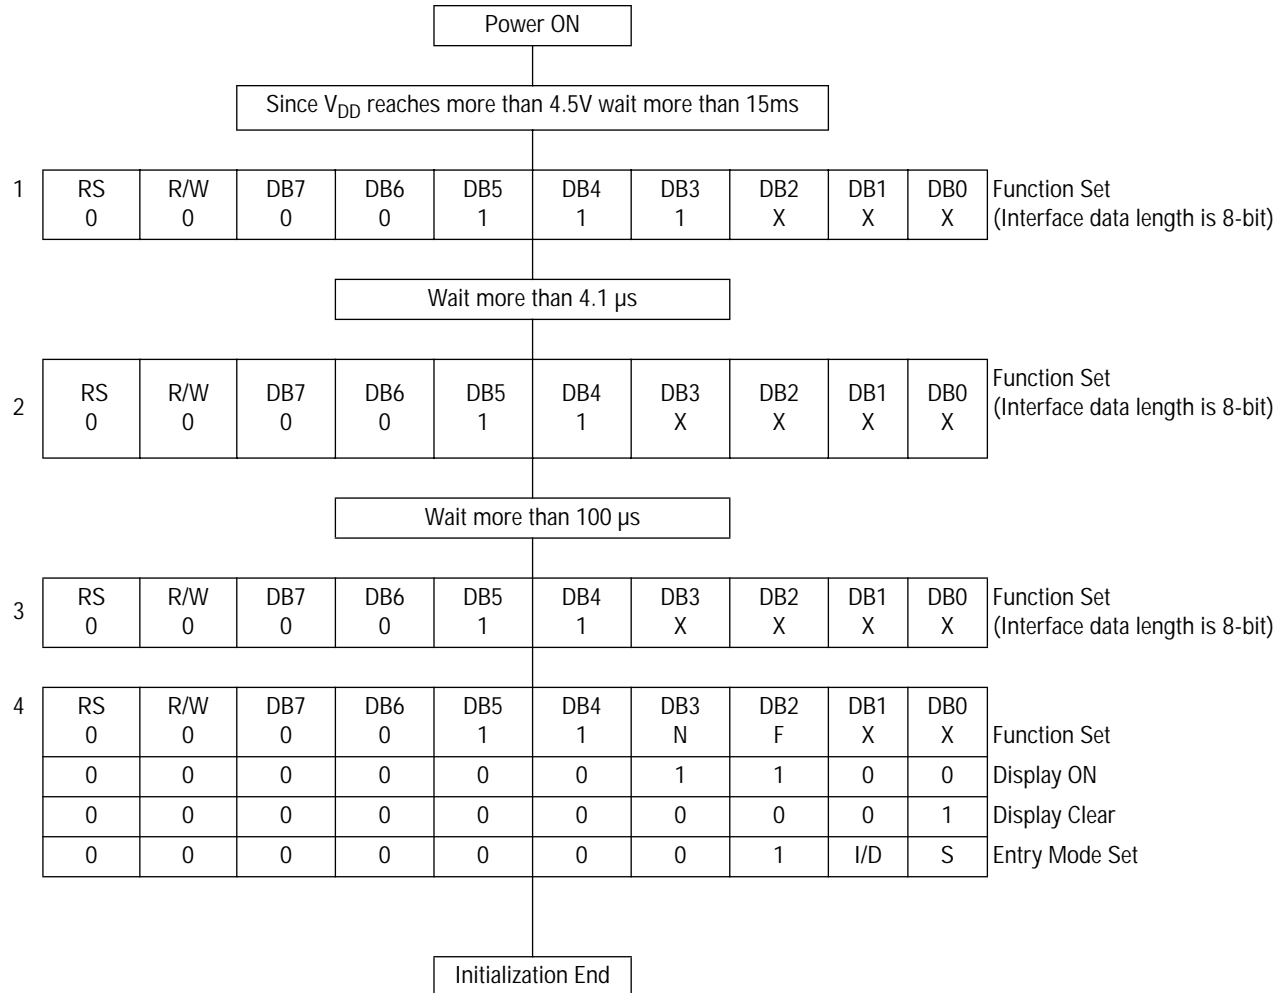 Power ON
Since VDD reaches more than 4.5V wait more than 15ms
1 RS R/W DB7 DB6 DB5 DB4 DB3 DB2 DB1 DB0 Function Set
0 0 0 0 1 1 1 X X X (Interface data length is 8-bit)
Wait more than 4.1 µs
Function Set
2 RS R/W DB7 DB6 DB5 DB4 DB3 DB2 DB1 DB0 (Interface data length is 8-bit)
0 0 0 0 1 1 X X X X
Wait more than 100 µs
3 RS R/W DB7 DB6 DB5 DB4 DB3 DB2 DB1 DB0 Function Set
0 0 0 0 1 1 X X X X (Interface data length is 8-bit)
4 RS R/W DB7 DB6 DB5 DB4 DB3 DB2 DB1 DB0
0 0 0 0 1 1 N F X X Function Set
0 0 0 0 0 0 1 1 0 0 Display ON
0 0 0 0 0 0 0 0 0 1 Display Clear
0 0 0 0 0 0 0 1 I/D S Entry Mode Set
Initialization End